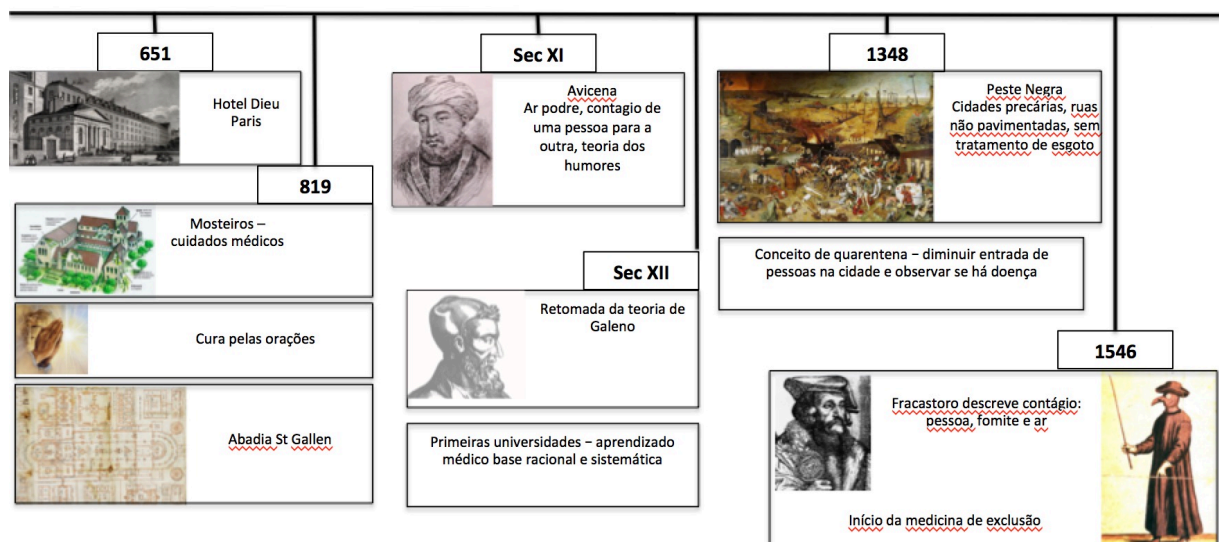 651
Hotel Dieu
Paris
819
Mosteiros –
cuidados médicos
Cura pelas orações
Abadia St Gallen
Sec XI
Avicena
Ar podre, contagio de
uma pessoa para a
outra, teoria dos
humores
Sec XII
Retomada da teoria de
Galeno
Primeiras universidades – aprendizado
médico base racional e sistemática
1348
Peste Negra
Cidades precárias, ruas
não pavimentadas, sem
tratamento de esgoto
Conceito de quarentena – diminuir entrada de
pessoas na cidade e observar se há doença
1546
Fracastoro descreve contágio:
pessoa, fomite e ar
Início da medicina de exclusão